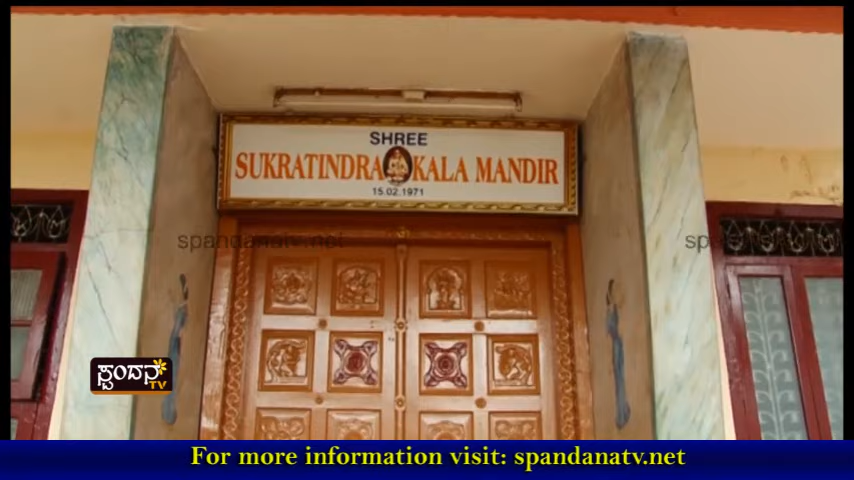 SHREE
SUKRATINDRA KALA MANDIR
15.02.1971
spandanatv.net
spandanatv.net
ಸ್ಪಂದನ
TV
For more information visit: spandanatv.net